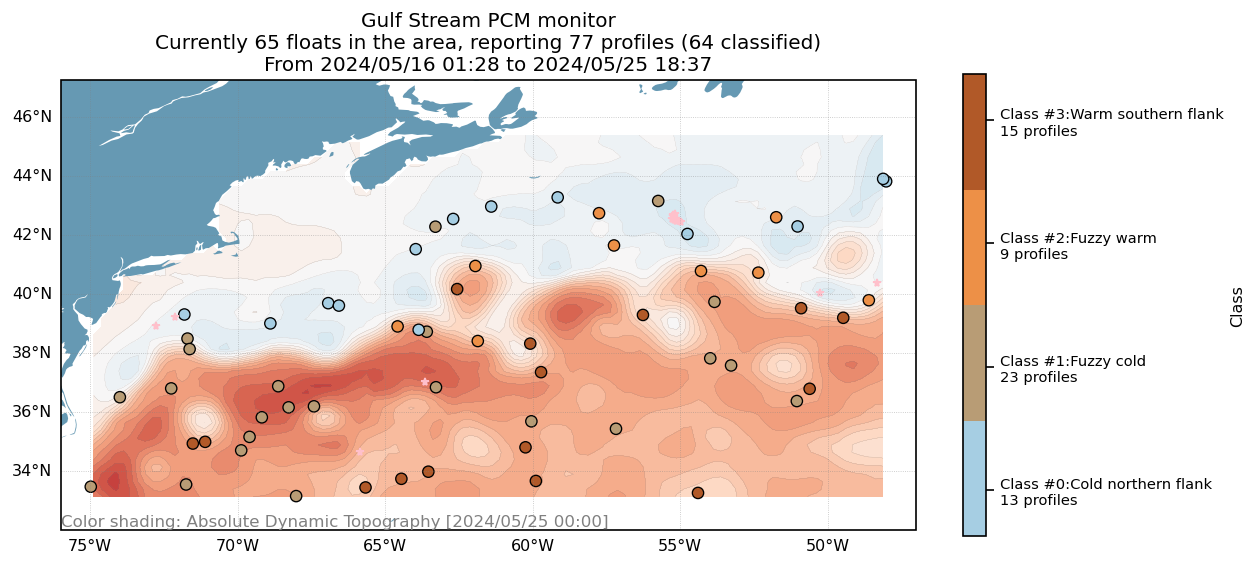 Gulf Stream PCM monitor
Currently 65 floats in the area, reporting 77 profiles (64 classified)
From 2024/05/16 01:28 to 2024/05/25 18:37
46°N
44°N
42°N
40°N
38°N
36°N
34°N
Color shading: Absolute Dynamic Topography [2024/05/25 00:00]
75°W
70°W
65°W
60°W
55°W
50°W
Class #3:Warm southern flank
15 profiles
Class #2:Fuzzy warm
9 profiles
Class #1:Fuzzy cold
23 profiles
Class #0:Cold northern flank
13 profiles
Class